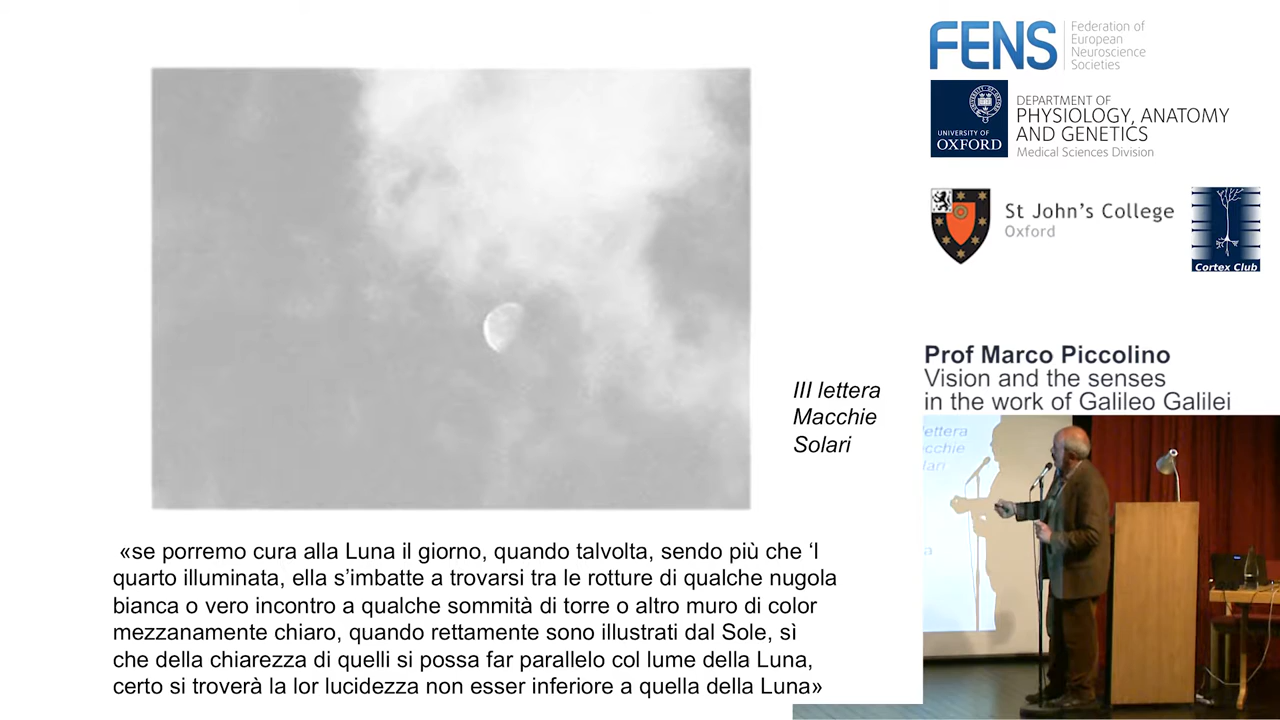 FENS
Federation of
European
Neuroscience
Societies
UNIVERSITY OF
OXFORD
DEPARTMENT OF
PHYSIOLOGY, ANATOMY
AND GENETICS
Medical Sciences Division
St John's College
Oxford
Cortex Club
Prof Marco Piccolino
Vision and the senses
in the work of Galileo Galilei
III lettera
Macchie
Solari
«se porremo cura alla Luna il giorno, quando talvolta, sendo più che ‘l
quarto illuminata, ella s’imbatte a trovarsi tra le rotture di qualche nugola
bianca o vero incontro a qualche sommità di torre o altro muro di color
mezzanamente chiaro, quando rettamente sono illustrati dal Sole, sì
che della chiarezza di quelli si possa far parallelo col lume della Luna,
certo si troverà la lor lucidezza non esser inferiore a quella della Luna»
ettera
cchie
lari
a